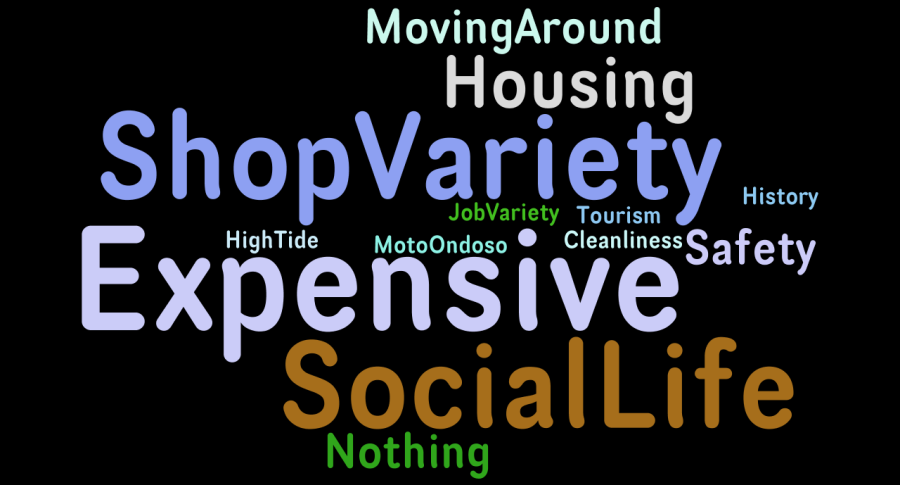 MovingAround
Housing
ShopVariety
History
JobVariety
Tourism
HighTide
MotoOndoso
Cleanliness
Safety
Expensive
SocialLife
Nothing